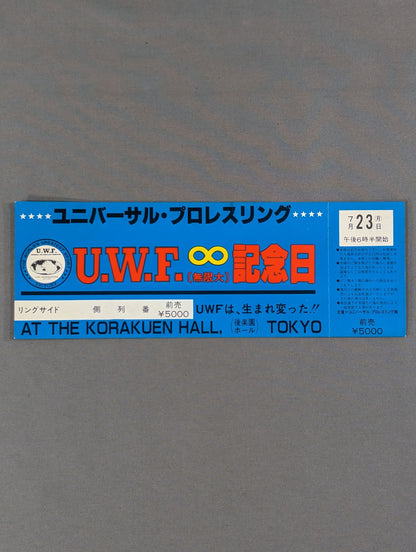 ★★★★ユニバーサル・プロレスリング★★★★
U.W.F.
U.W.F.∞(無限大)記念日
リングサイド 側 列 番 前売 ¥5000
UWFは、生まれ変った!!
AT THE KORAKUEN HALL, (後楽園ホール) TOKYO
7月23日(月)
午後6時半開始
前売
¥5000